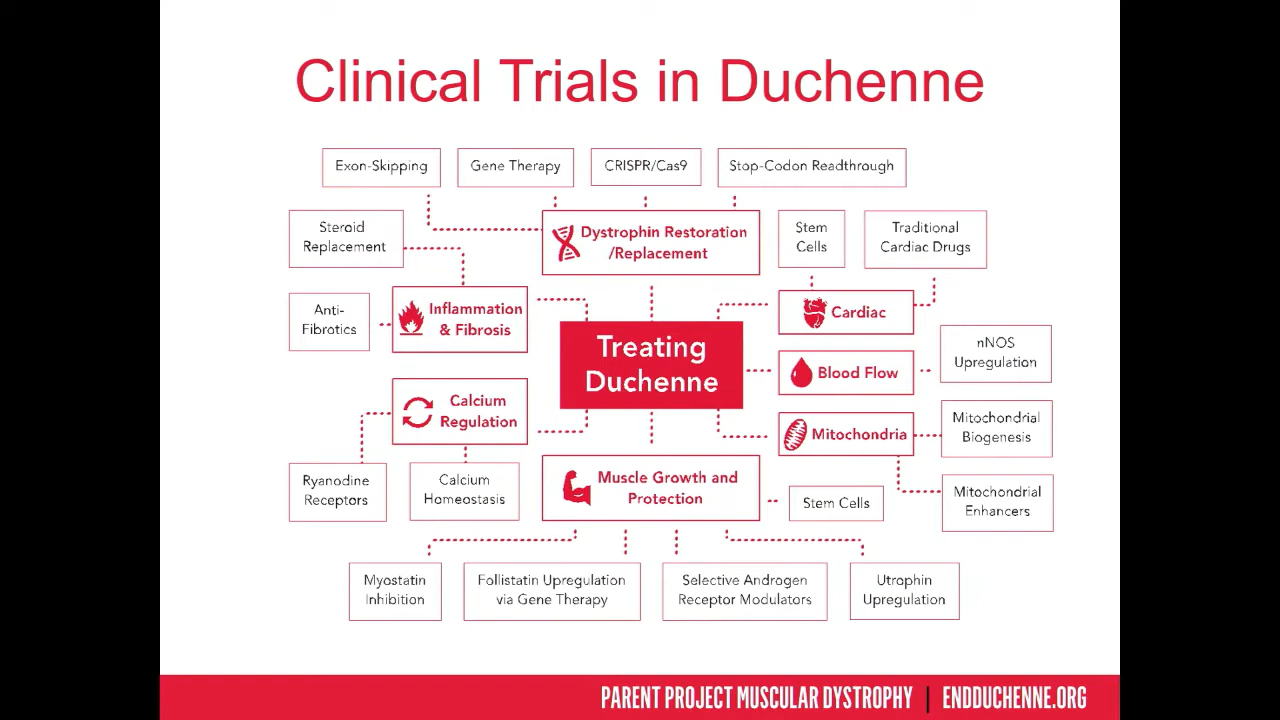 Clinical Trials in Duchenne
Exon-Skipping
Gene Therapy
CRISPR/Cas9
Stop-Codon Readthrough
Steroid
Replacement
Dystrophin Restoration
/Replacement
Stem
Cells
Traditional
Cardiac Drugs
Anti-
Fibrotics
Inflammation
& Fibrosis
Cardiac
Treating
Duchenne
Blood Flow
nNOS
Upregulation
Calcium
Regulation
Mitochondria
Mitochondrial
Biogenesis
Ryanodine
Receptors
Calcium
Homeostasis
Muscle Growth and
Protection
Stem Cells
Mitochondrial
Enhancers
Myostatin
Inhibition
Follistatin Upregulation
via Gene Therapy
Selective Androgen
Receptor Modulators
Utrophin
Upregulation
PARENT PROJECT MUSCULAR DYSTROPHY | ENDDUCHENNE.ORG